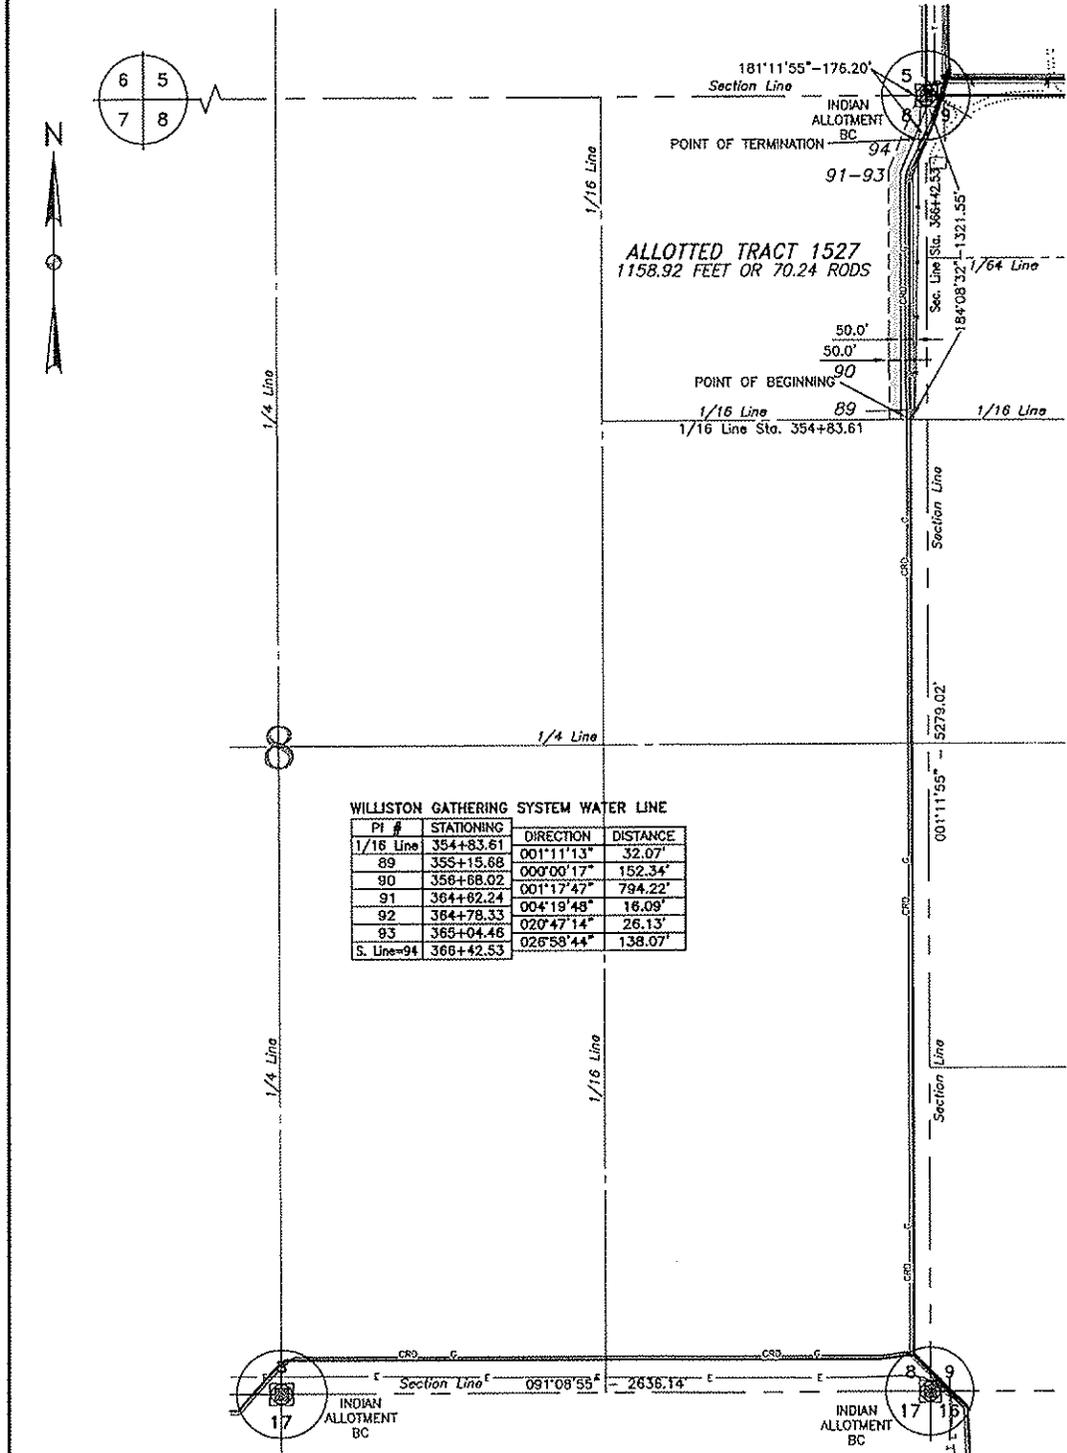 6 5
7 8
N
181°11'55"-176.20'
Section Line
INDIAN
ALLOTMENT
BC
5
8 9
POINT OF TERMINATION
94
91-93
1/16 Line
ALLOTTED TRACT 1527
1158.92 FEET OR 70.24 RODS
Sec. Line Sta. 366+42.53
184°08'32"-1321.55'
1/64 Line
CRD
G
50.0'
50.0'
90
POINT OF BEGINNING
89
1/16 Line
1/16 Line Sta. 354+83.61
1/16 Line
1/4 Line
Section Line
G
CRD
8
1/4 Line
001°11'55" - 5279.02'
WILLISTON GATHERING SYSTEM WATER LINE
PI # STATIONING DIRECTION DISTANCE
1/16 Line 354+83.61
001°11'13" 32.07'
89 355+15.68
000°00'17" 152.34'
90 356+68.02
001°17'47" 794.22'
91 364+62.24
004°19'48" 16.09'
92 364+78.33
020°47'14" 26.13'
93 365+04.46
026°58'44" 138.07'
S. Line=94 366+42.53
G
CRD
1/4 Line
1/16 Line
Section Line
G
CRD
CRD G CRD G
E E E E E
Section Line 091°08'55" - 2636.14'
17
INDIAN
ALLOTMENT
BC
8 9
17 16
INDIAN
ALLOTMENT
BC